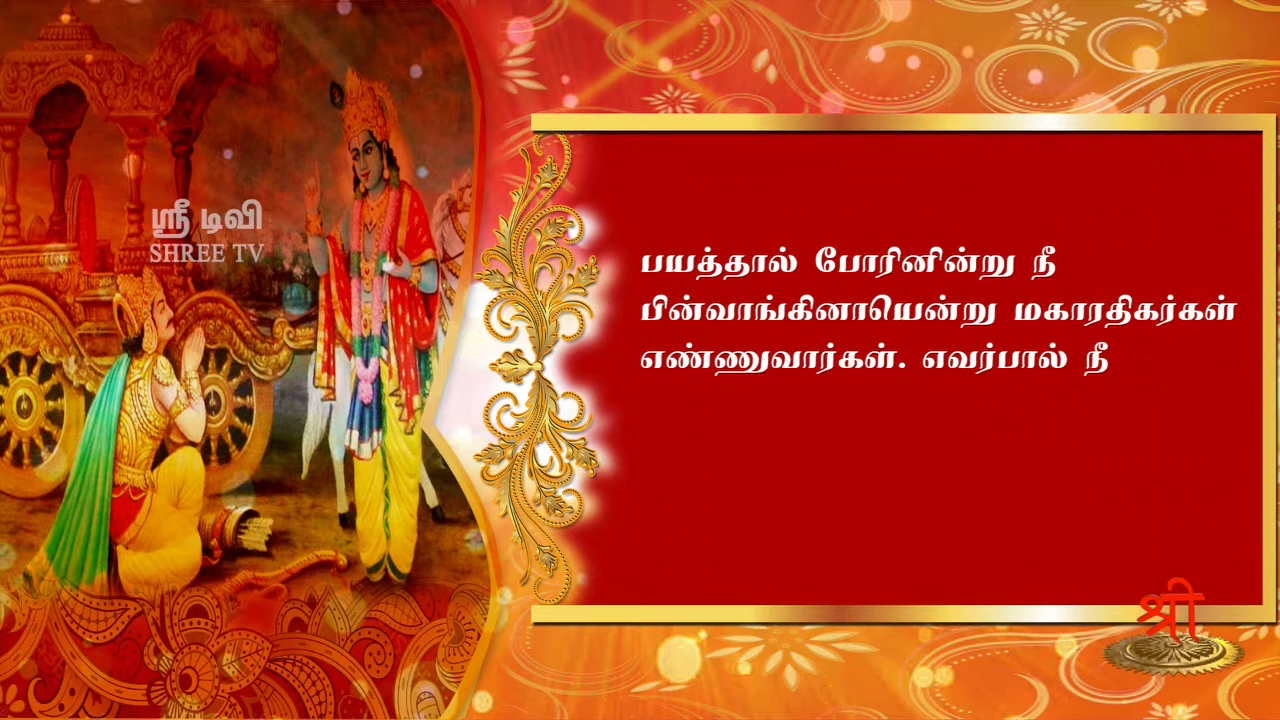 ஸ்ரீ டிவி
SHREE TV
பயத்தால் போரினின்று நீ
பின்வாங்கினாயென்று மகாரதிகர்கள்
எண்ணுவார்கள். எவர்பால் நீ
श्री